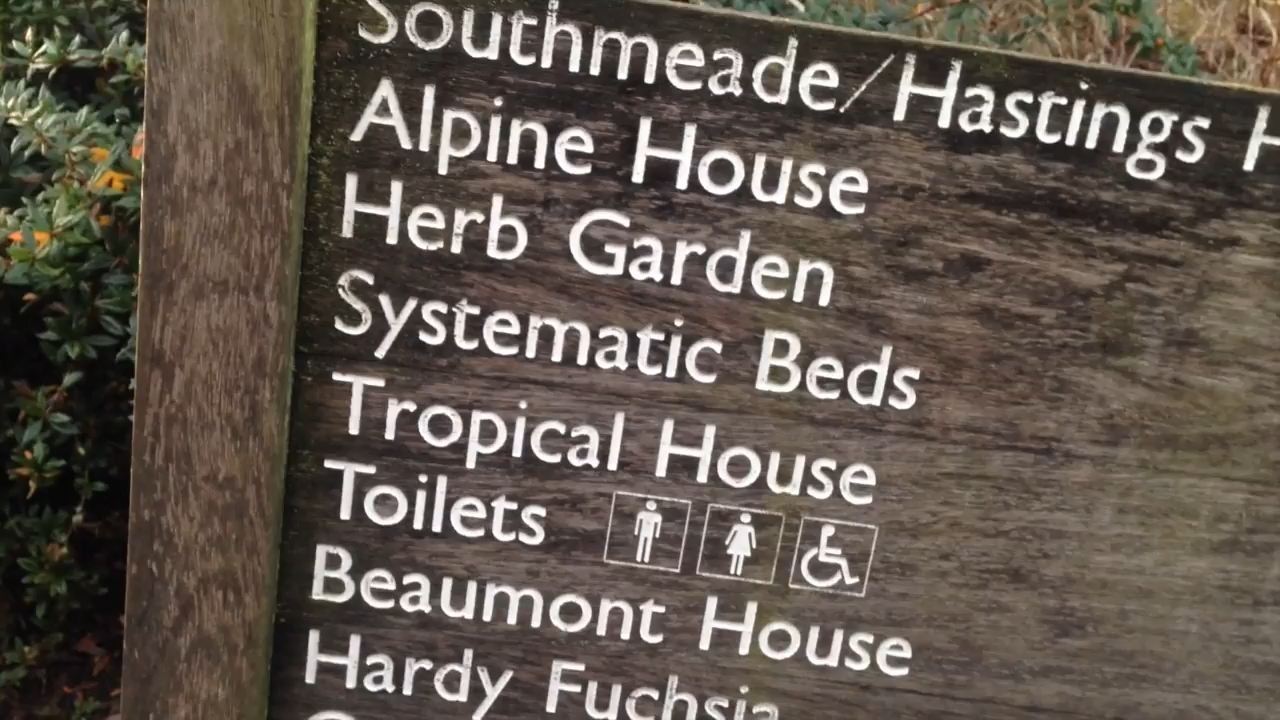 Southmeade/Hastings H
Alpine House
Herb Garden
Systematic Beds
Tropical House
Toilets
Beaumont House
Hardy Fuchsia